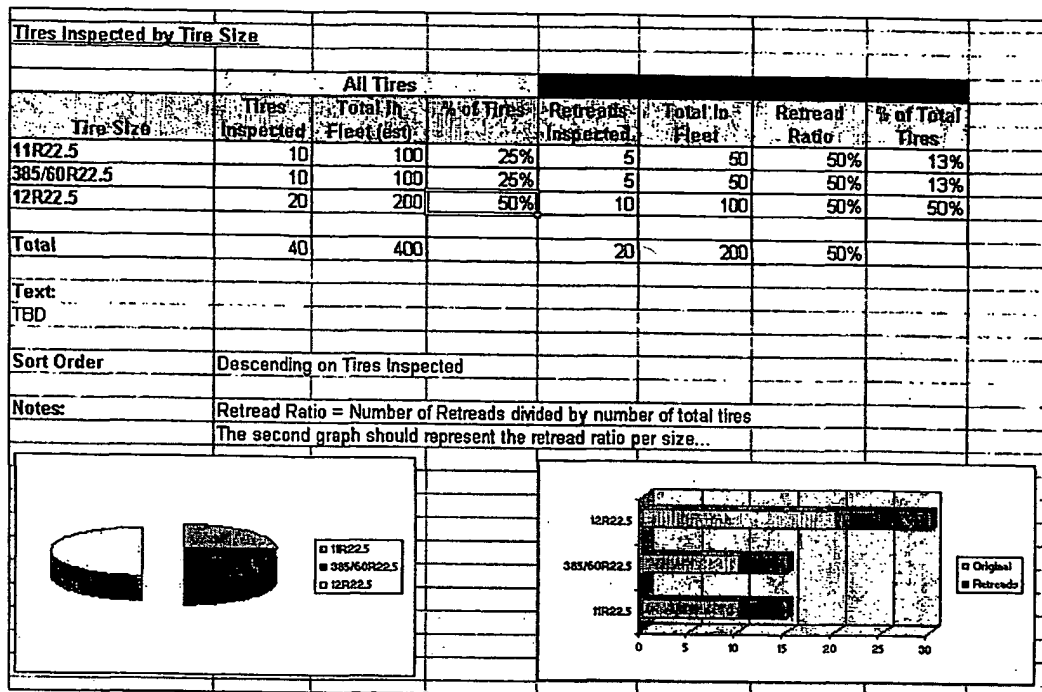 Tires Inspected by Tire Size
All Tires
Tire Size Tires Inspected Total In Fleet (est) % of Tires Retreads Inspected Total In Fleet Retread Ratio % of Total Tires
11R22.5 10 100 25% 5 50 50% 13%
385/60R22.5 10 100 25% 5 50 50% 13%
12R22.5 20 200 50% 10 100 50% 50%
Total 40 400 20 200 50%
Text:
TBD
Sort Order Descending on Tires Inspected
Notes: Retread Ratio = Number of Retreads divided by number of total tires
The second graph should represent the retread ratio per size...
11R22.5
385/60R22.5
12R22.5
12R22.5
385/60R22.5
11R22.5
0 5 10 15 20 25 30
Original
Retreads